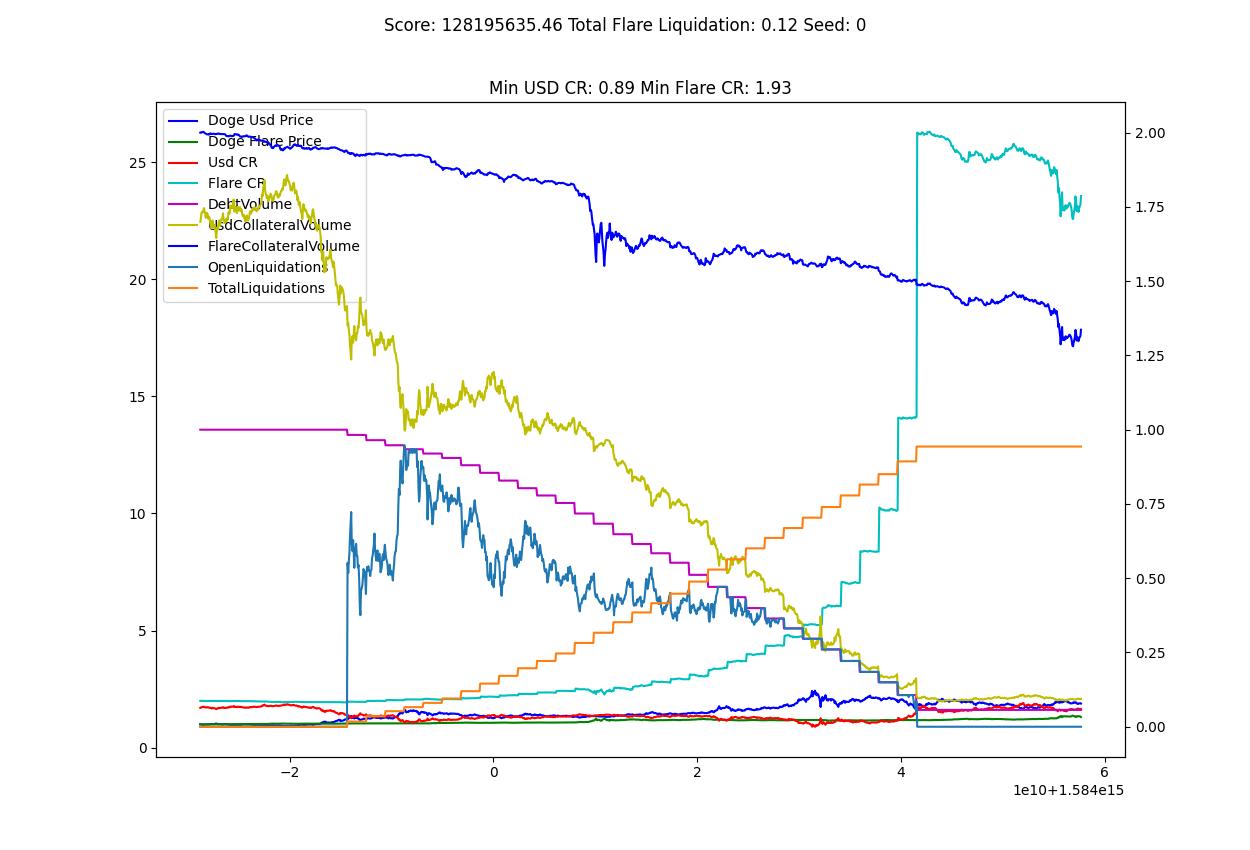 Score: 128195635.46 Total Flare Liquidation: 0.12 Seed: 0
Min USD CR: 0.89 Min Flare CR: 1.93
Doge Usd Price
Doge Flare Price
Usd CR
Flare CR
DebtVolume
UsdCollateralVolume
FlareCollateralVolume
OpenLiquidations
TotalLiquidations
25
20
15
10
5
0
2.00
1.75
1.50
1.25
1.00
0.75
0.50
0.25
0.00
−2 0 2 4 6
1e10+1.584e15